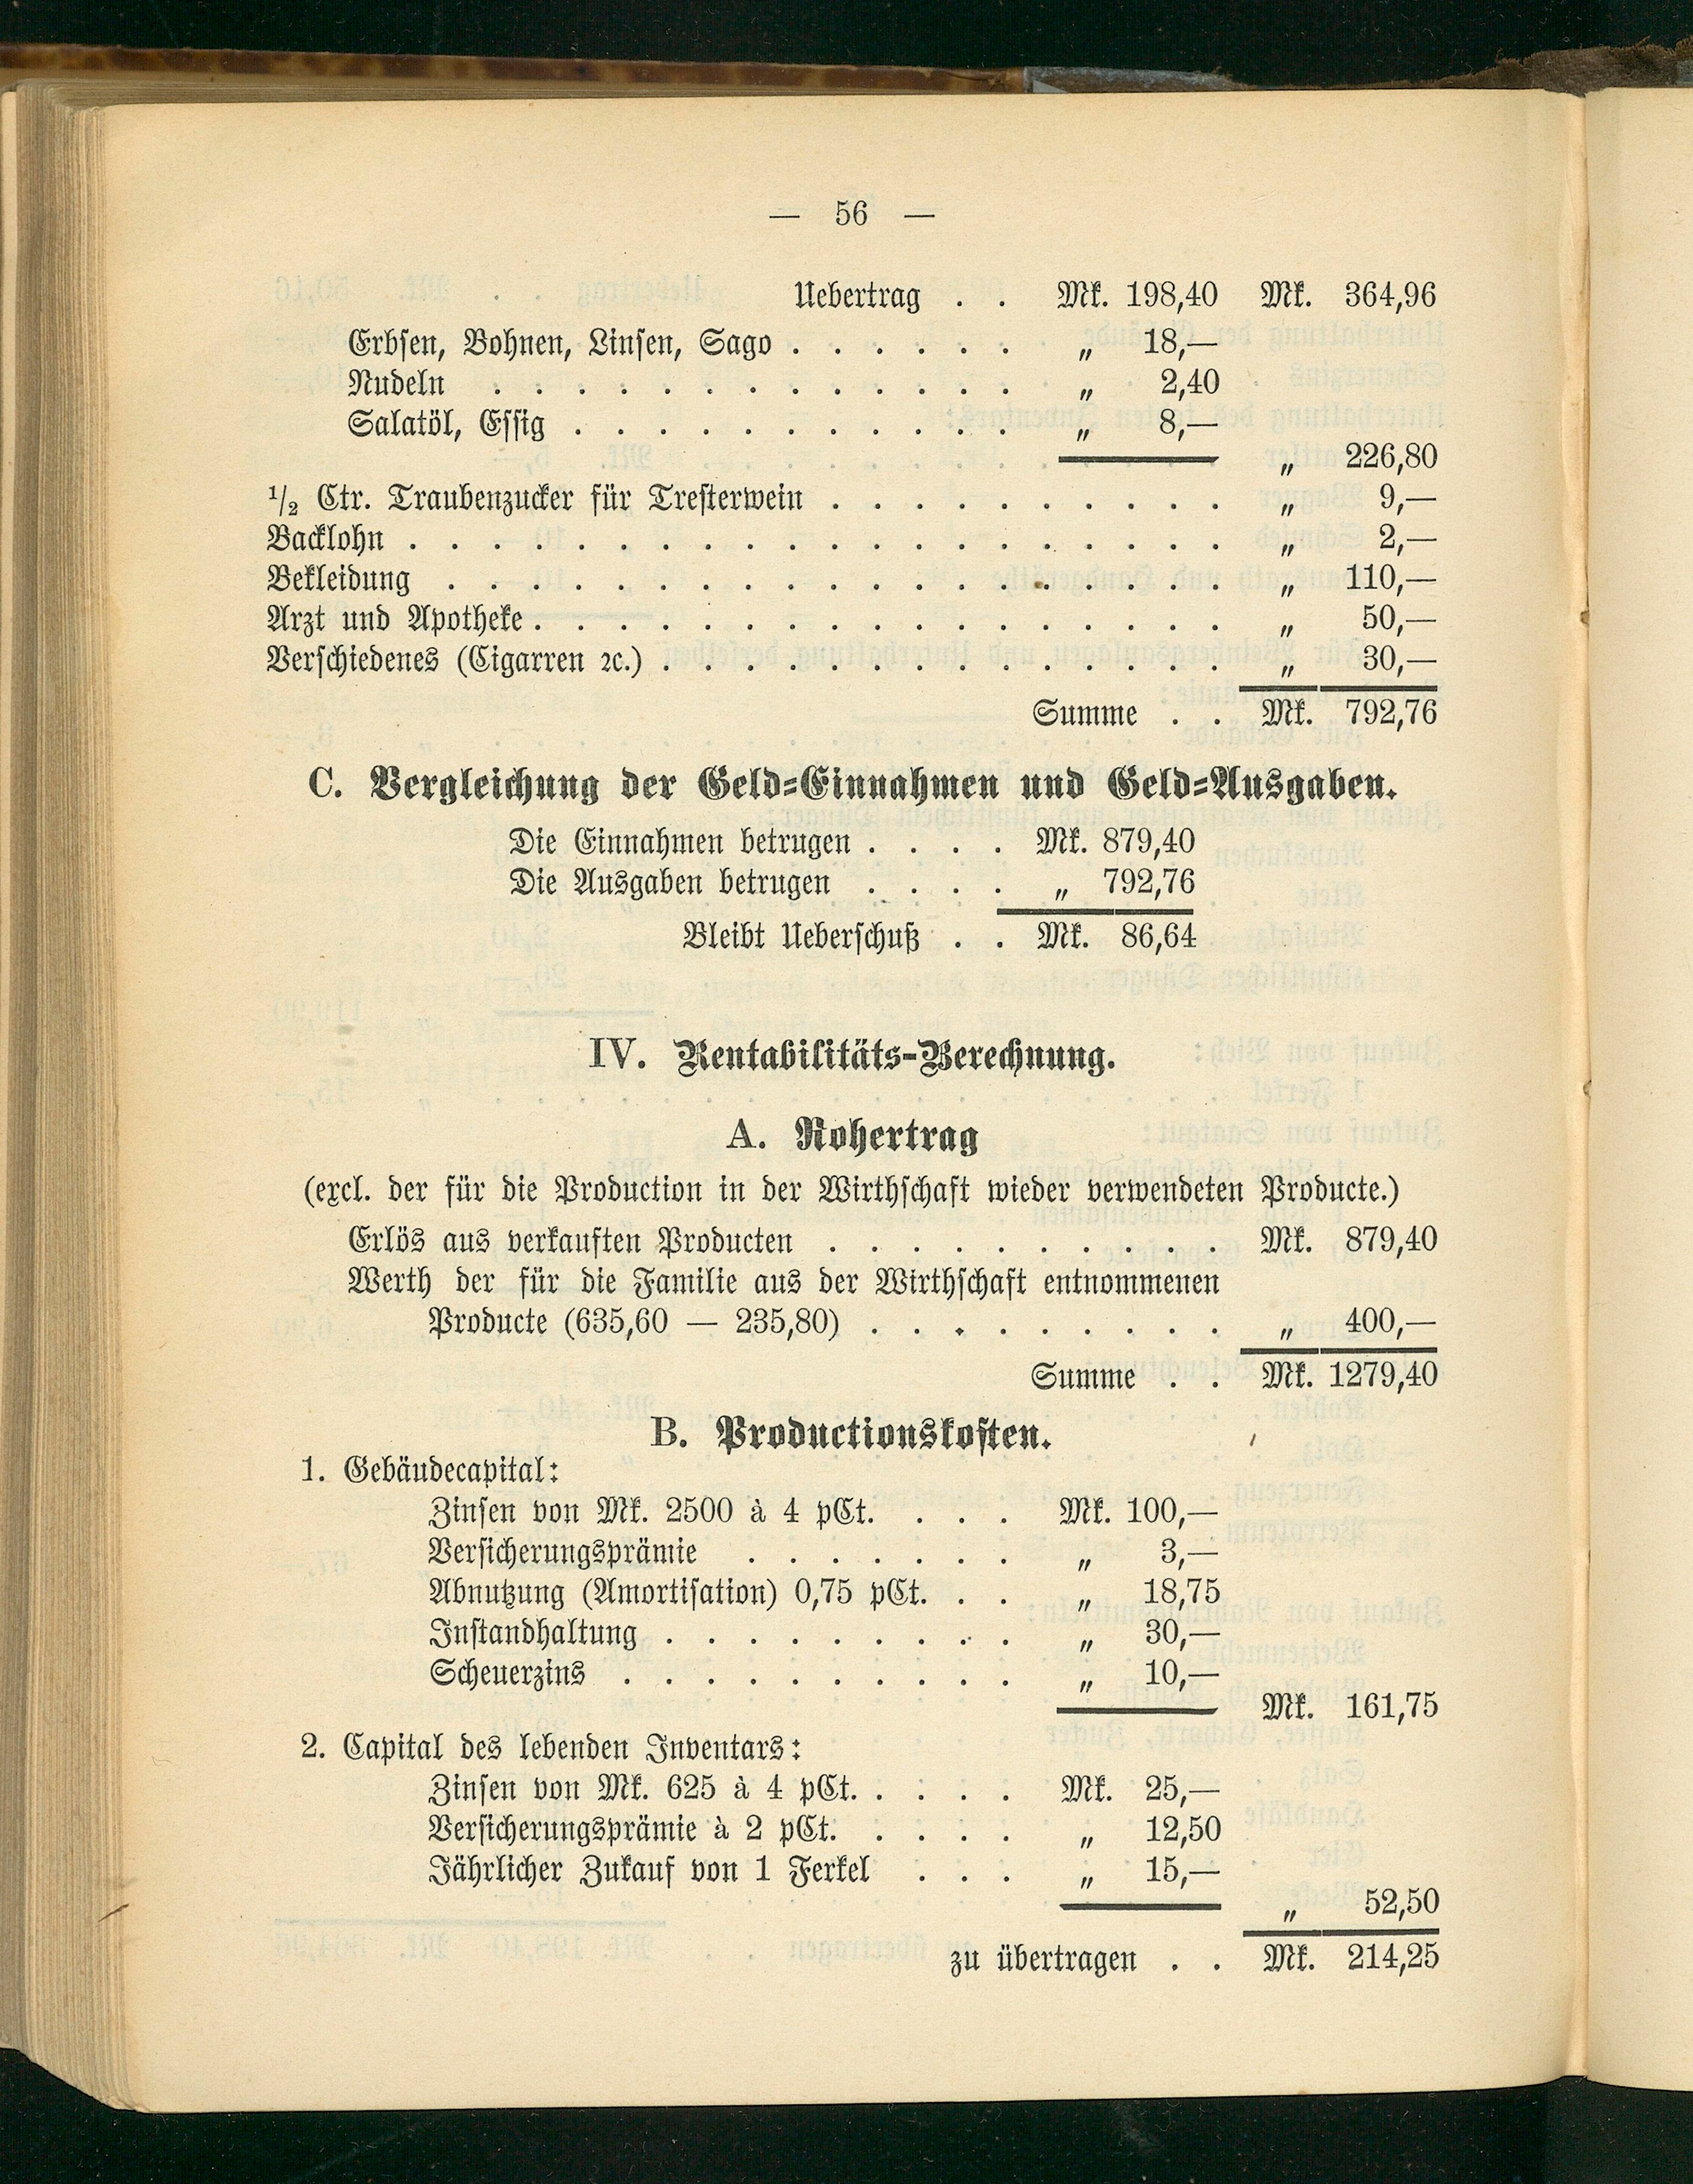 — 56 —
Uebertrag . . Mk. 198,40 Mk. 364,96
Erbsen, Bohnen, Linsen, Sago . . . . . . „ 18,—
Nudeln . . . . . . . . . . . . . „ 2,40
Salatöl, Essig . . . . . . . . . . . „ 8,—
„ 226,80
1/2 Ctr. Traubenzucker für Tresterwein . . . . . . . . . . „ 9,—
Backlohn . . . . . . . . . . . . . . . . . . . . „ 2,—
Bekleidung . . . . . . . . . . . . . . . . . . . „ 110,—
Arzt und Apotheke . . . . . . . . . . . . . . . . . „ 50,—
Verschiedenes (Cigarren ꝛc.) . . . . . . . . . . . . . . „ 30,—
Summe . . Mk. 792,76
C. Vergleichung der Geld=Einnahmen und Geld=Ausgaben.
Die Einnahmen betrugen . . . . Mk. 879,40
Die Ausgaben betrugen . . . . „ 792,76
Bleibt Ueberschuß . . Mk. 86,64
IV. Rentabilitäts-Berechnung.
A. Rohertrag
(excl. der für die Production in der Wirthschaft wieder verwendeten Producte.)
Erlös aus verkauften Producten . . . . . . . . . . Mk. 879,40
Werth der für die Familie aus der Wirthschaft entnommenen
Producte (635,60 — 235,80) . . . . . . . . . „ 400,—
Summe . . Mk. 1279,40
B. Productionskosten.
1. Gebäudecapital:
Zinsen von Mk. 2500 à 4 pCt. . . . Mk. 100,—
Versicherungsprämie . . . . . . . „ 3,—
Abnutzung (Amortisation) 0,75 pCt. . . „ 18,75
Instandhaltung . . . . . . . . . „ 30,—
Scheuerzins . . . . . . . . . . „ 10,—
Mk. 161,75
2. Capital des lebenden Inventars:
Zinsen von Mk. 625 à 4 pCt. . . . . Mk. 25,—
Versicherungsprämie à 2 pCt. . . . . „ 12,50
Jährlicher Zukauf von 1 Ferkel . . . „ 15,—
„ 52,50
zu übertragen . . Mk. 214,25